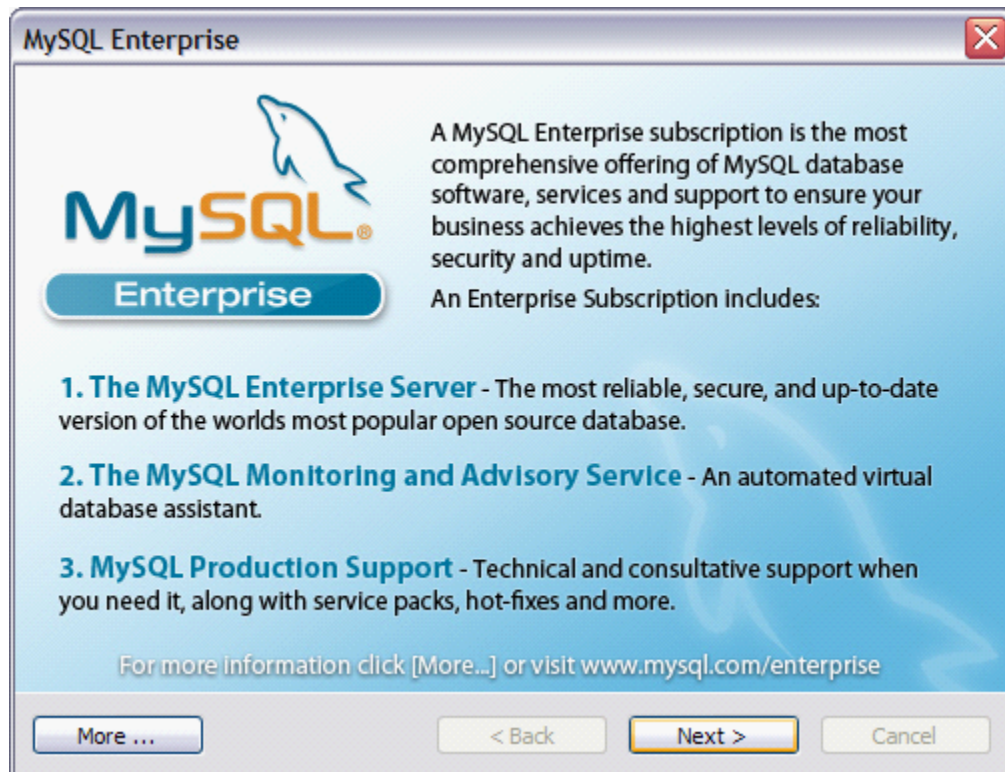 MySQL Enterprise
MySQL®
Enterprise
A MySQL Enterprise subscription is the most
comprehensive offering of MySQL database
software, services and support to ensure your
business achieves the highest levels of reliability,
security and uptime.
An Enterprise Subscription includes:
1. The MySQL Enterprise Server - The most reliable, secure, and up-to-date
version of the worlds most popular open source database.
2. The MySQL Monitoring and Advisory Service - An automated virtual
database assistant.
3. MySQL Production Support - Technical and consultative support when
you need it, along with service packs, hot-fixes and more.
For more information click [More...] or visit www.mysql.com/enterprise
More ... < Back Next > Cancel